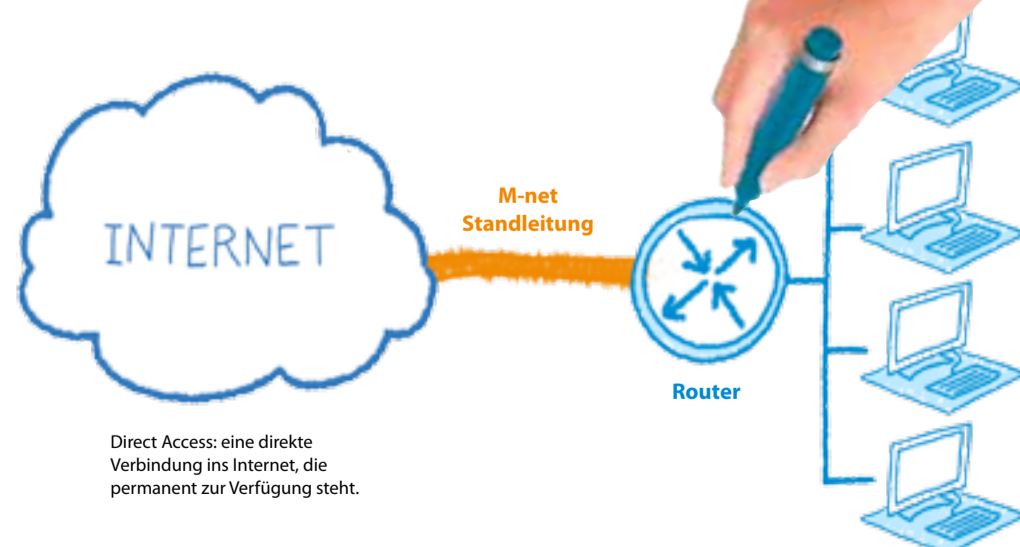 M-net
Standleitung
INTERNET
Router
Direct Access: eine direkte
Verbindung ins Internet, die
permanent zur Verfügung steht.